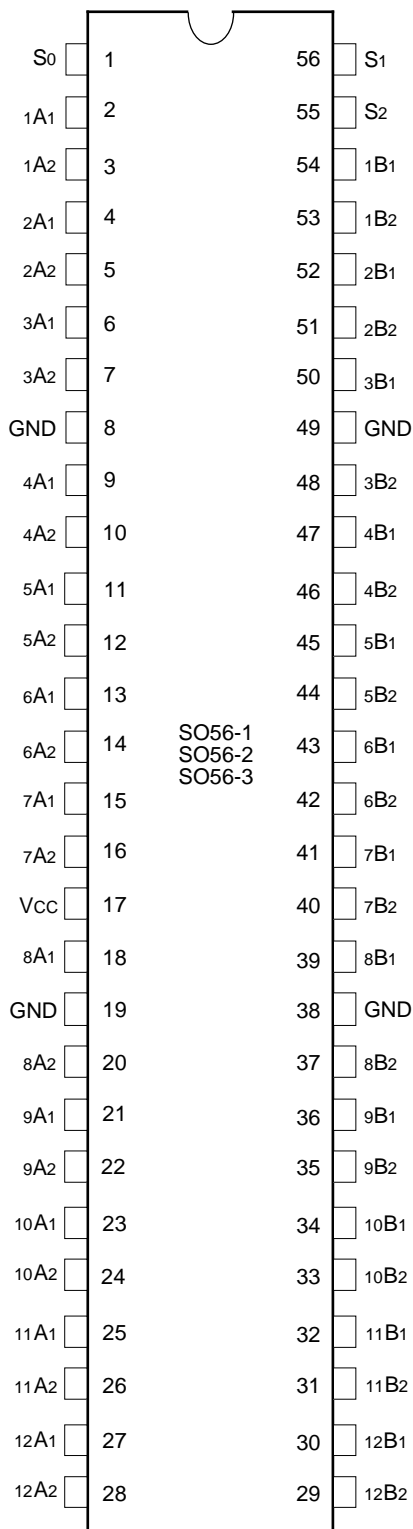 S0 1 56 S1
1A1 2 55 S2
1A2 3 54 1B1
2A1 4 53 1B2
2A2 5 52 2B1
3A1 6 51 2B2
3A2 7 50 3B1
GND 8 49 GND
4A1 9 48 3B2
4A2 10 47 4B1
5A1 11 46 4B2
5A2 12 45 5B1
6A1 13 44 5B2
6A2 14 43 6B1
SO56-1
SO56-2
SO56-3
7A1 15 42 6B2
7A2 16 41 7B1
VCC 17 40 7B2
8A1 18 39 8B1
GND 19 38 GND
8A2 20 37 8B2
9A1 21 36 9B1
9A2 22 35 9B2
10A1 23 34 10B1
10A2 24 33 10B2
11A1 25 32 11B1
11A2 26 31 11B2
12A1 27 30 12B1
12A2 28 29 12B2